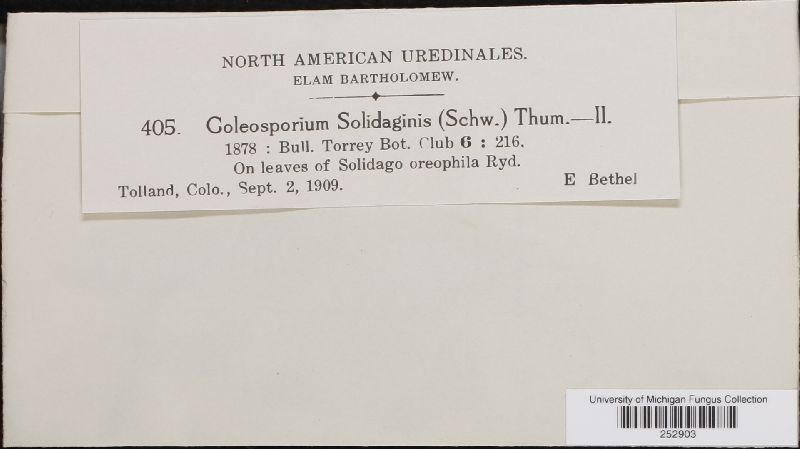 NORTH AMERICAN UREDINALES.
ELAM BARTHOLOMEW.
405. Coleosporium Solidaginis (Schw.) Thum.—II.
1878 : Bull. Torrey Bot. Club 6 : 216.
On leaves of Solidago oreophila Ryd.
Tolland, Colo., Sept. 2, 1909. E Bethel
University of Michigan Fungus Collection
252903